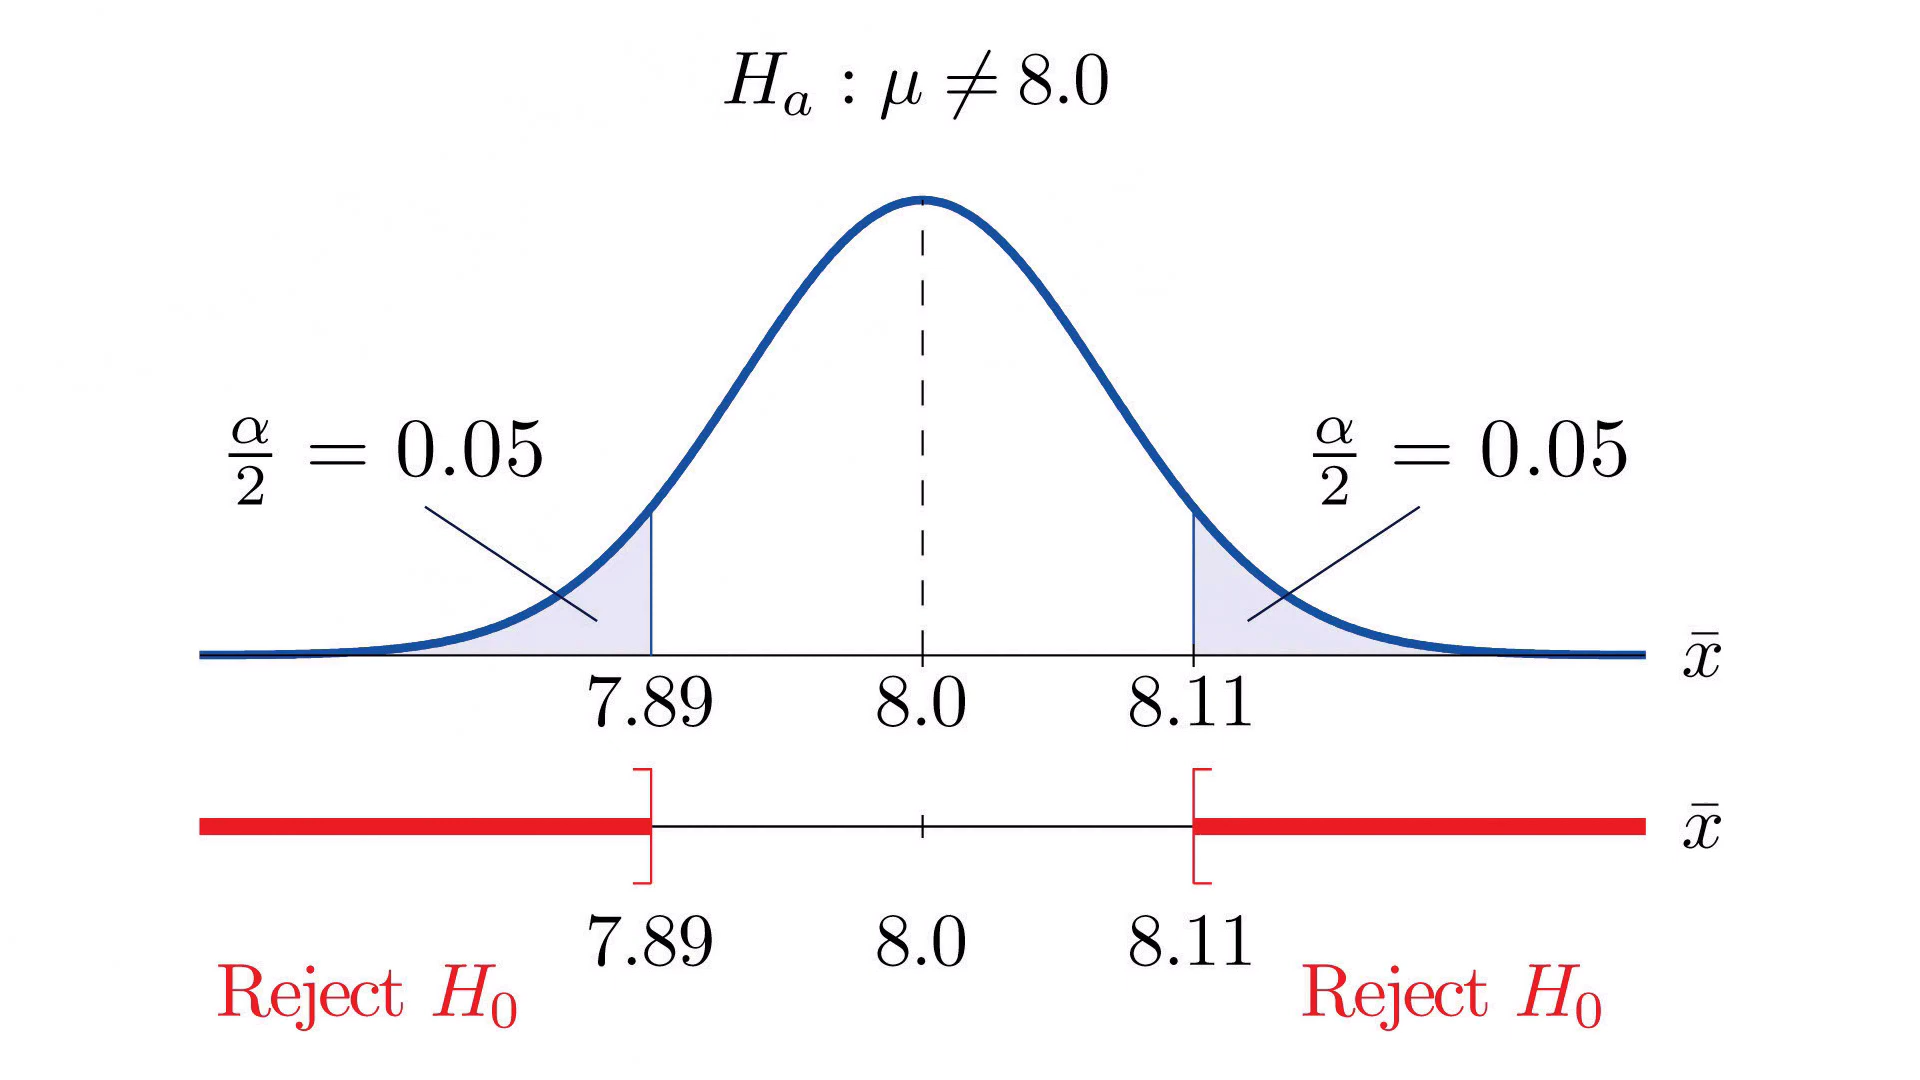 Hₐ : μ ≠ 8.0
α/2 = 0.05
α/2 = 0.05
x̄
7.89 8.0 8.11
x̄
7.89 8.0 8.11
Reject H₀
Reject H₀